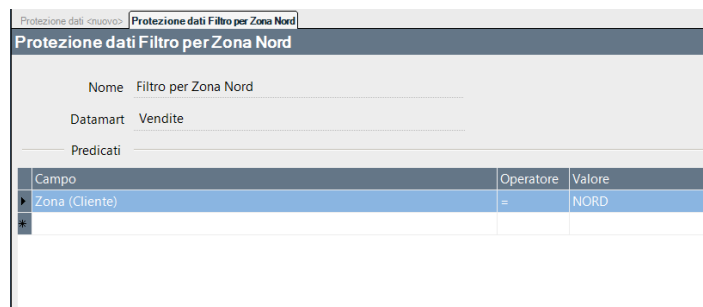 Protezione dati <nuovo> Protezione dati Filtro per Zona Nord
Protezione dati Filtro per Zona Nord
Nome Filtro per Zona Nord
Datamart Vendite
Predicati
Campo Operatore Valore
Zona (Cliente) = NORD